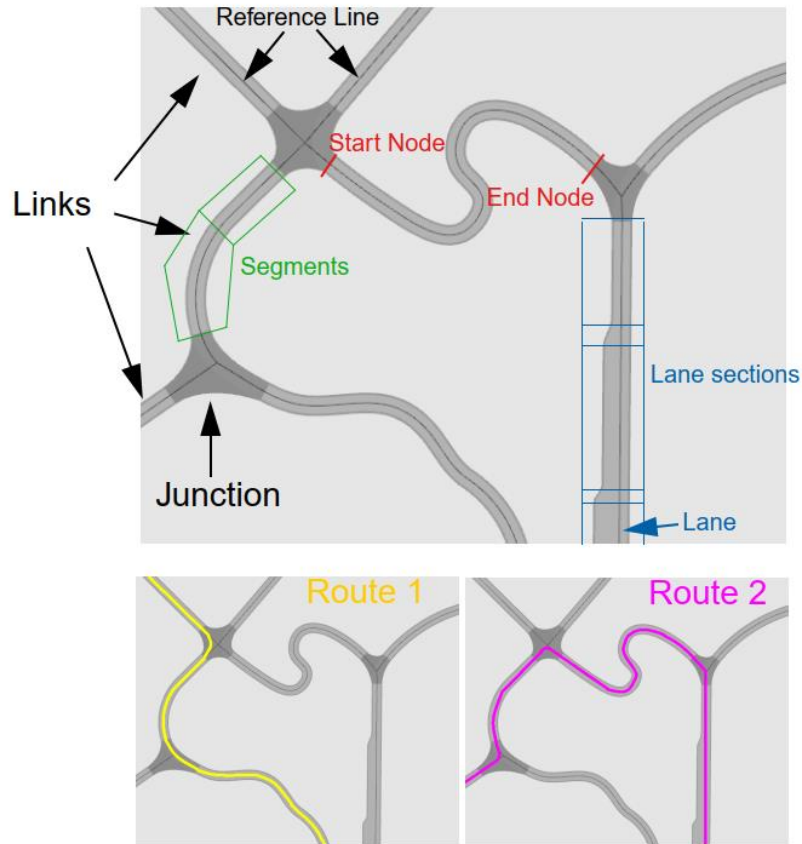 Reference Line
Start Node
End Node
Links
Segments
Lane sections
Junction
Lane
Route 1
Route 2